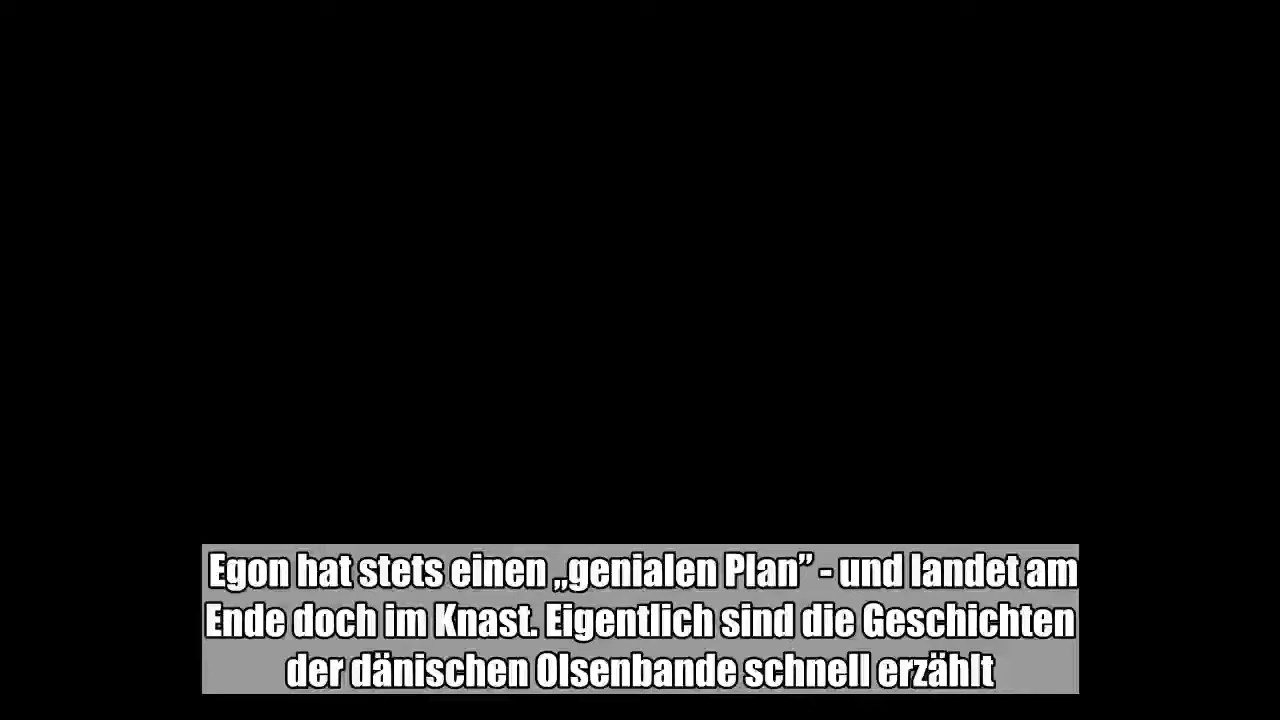 Egon hat stets einen „genialen Plan” - und landet am
Ende doch im Knast. Eigentlich sind die Geschichten
der dänischen Olsenbande schnell erzählt